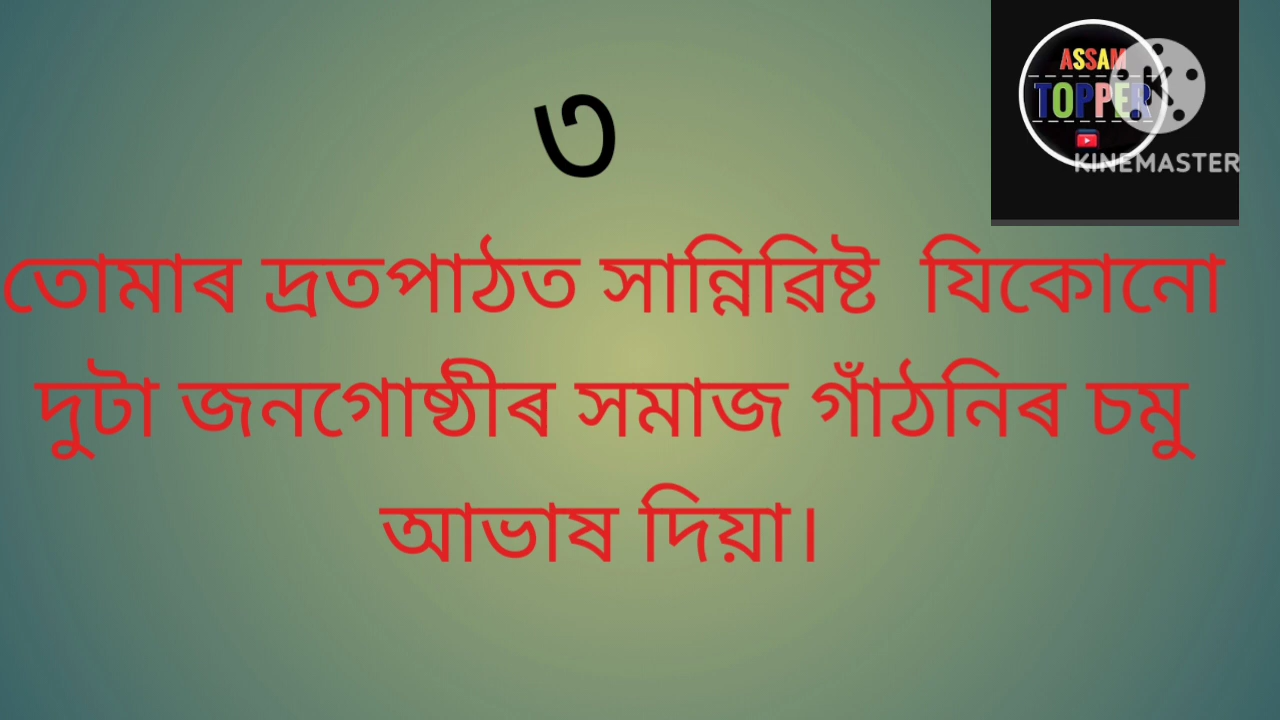 ASSAM
TOPPER
KINEMASTER
৩
তোমাৰ দ্ৰতপাঠত সান্নিৱিষ্ট যিকোনো
দুটা জনগোষ্ঠীৰ সমাজ গাঁঠনিৰ চমু
আভাষ দিয়া।